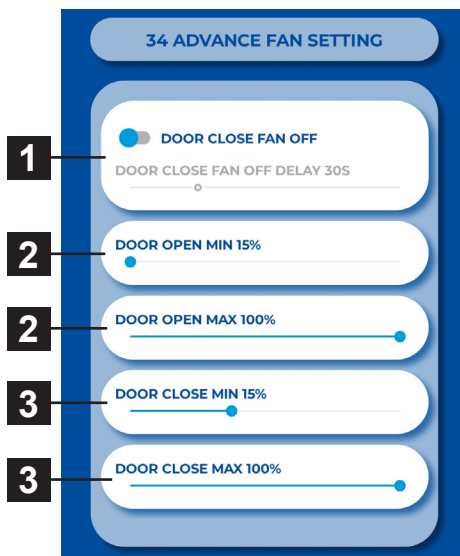 34 ADVANCE FAN SETTING
1
DOOR CLOSE FAN OFF
DOOR CLOSE FAN OFF DELAY 30S
2
DOOR OPEN MIN 15%
2
DOOR OPEN MAX 100%
3
DOOR CLOSE MIN 15%
3
DOOR CLOSE MAX 100%